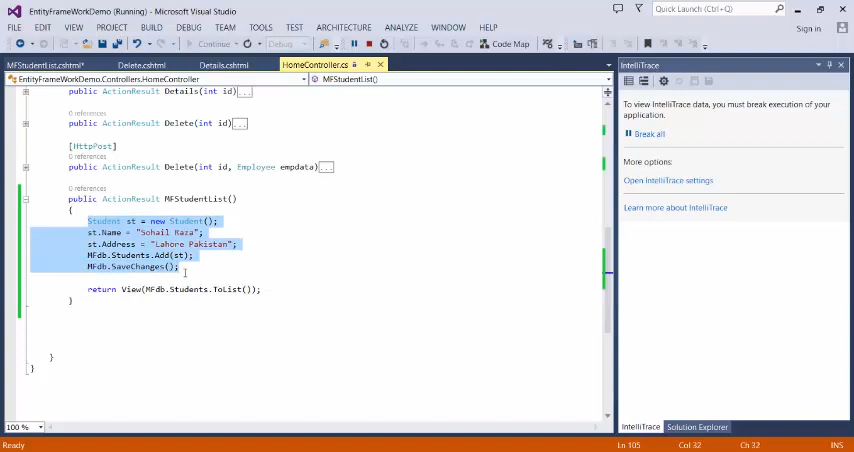 EntityFrameWorkDemo (Running) - Microsoft Visual Studio
Quick Launch (Ctrl+Q)
FILE EDIT VIEW PROJECT BUILD DEBUG TEAM TOOLS TEST ARCHITECTURE ANALYZE WINDOW HELP
Sign in
Continue Debug Code Map
MFStudentList.cshtml* Delete.cshtml Details.cshtml HomeController.cs
EntityFrameWorkDemo.Controllers.HomeController MFStudentList()
public ActionResult Details(int id)...
0 references
public ActionResult Delete(int id)...
[HttpPost]
0 references
public ActionResult Delete(int id, Employee empdata)...
0 references
public ActionResult MFStudentList()
{
Student st = new Student();
st.Name = "Sohail Raza";
st.Address = "Lahore Pakistan";
MFdb.Students.Add(st);
MFdb.SaveChanges();
return View(MFdb.Students.ToList());
}
}
}
100 %
IntelliTrace
To view IntelliTrace data, you must break execution of your
application.
Break all
More options:
Open IntelliTrace settings
Learn more about IntelliTrace
IntelliTrace Solution Explorer
Ready Ln 105 Col 32 Ch 32 INS